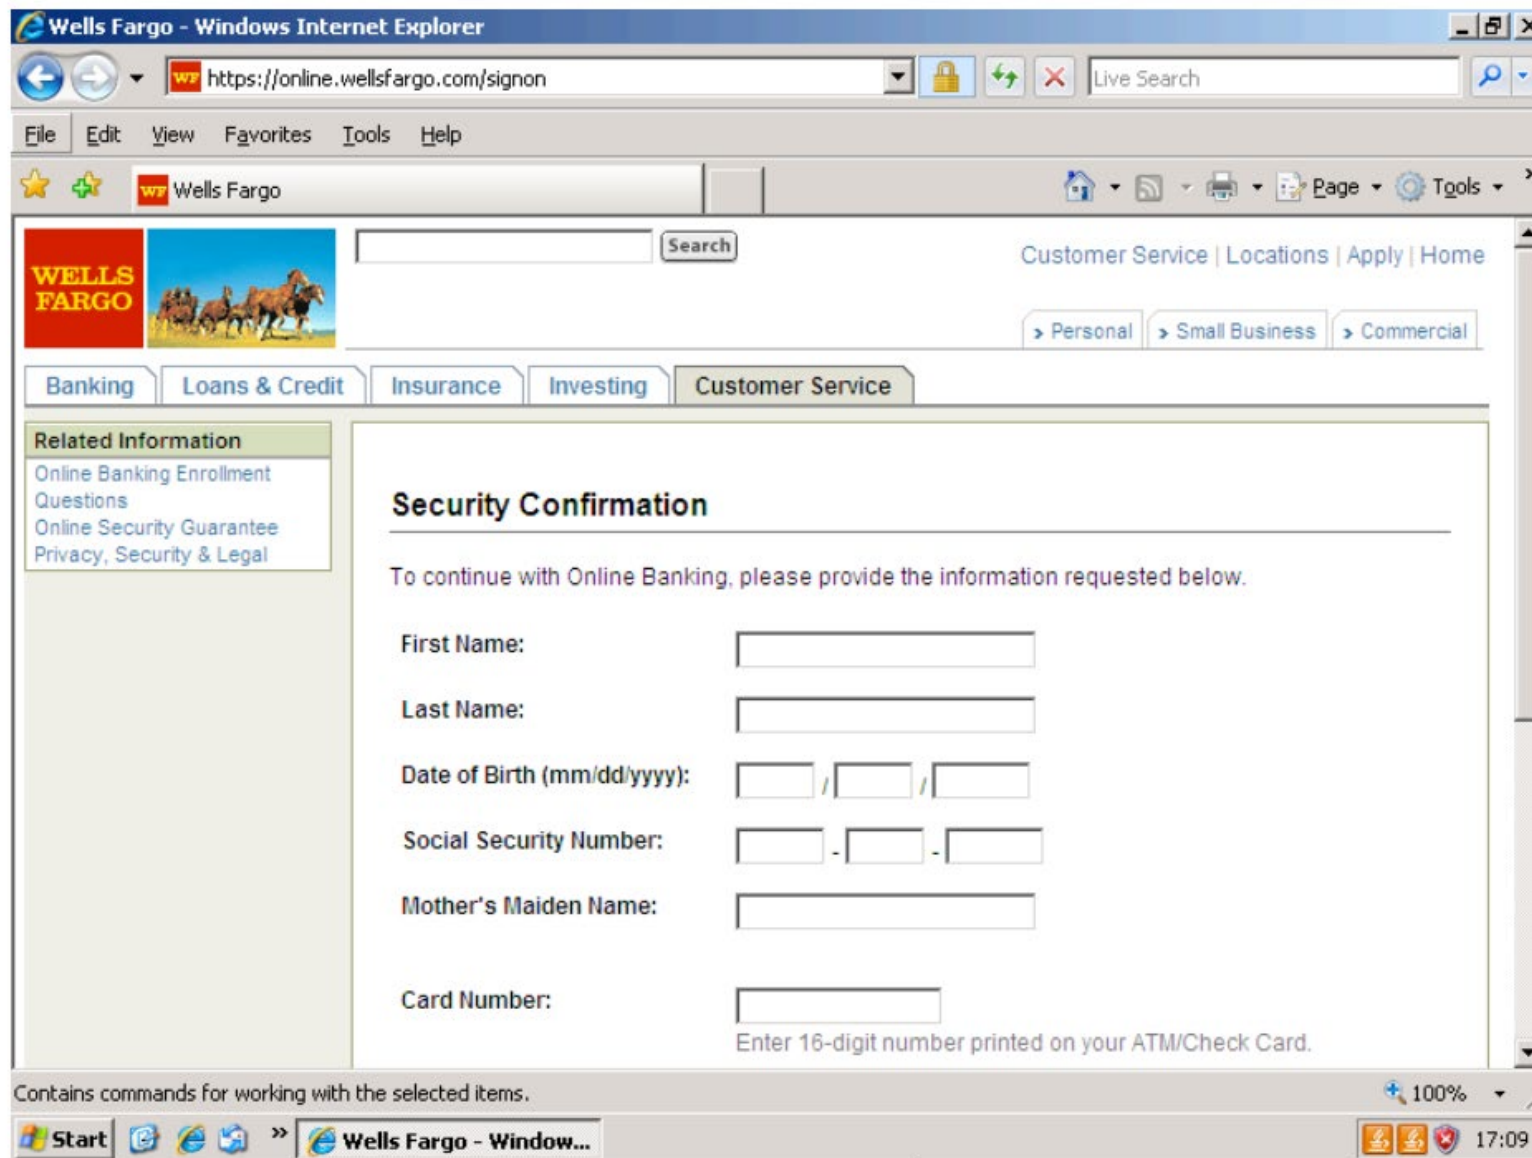 Wells Fargo - Windows Internet Explorer
WF https://online.wellsfargo.com/signon
Live Search
File Edit View Favorites Tools Help
WF Wells Fargo
Page Tools »
WELLS
FARGO
Search
Customer Service | Locations | Apply | Home
> Personal > Small Business > Commercial
Banking Loans & Credit Insurance Investing Customer Service
Related Information
Online Banking Enrollment
Questions
Online Security Guarantee
Privacy, Security & Legal
Security Confirmation
To continue with Online Banking, please provide the information requested below.
First Name:
Last Name:
Date of Birth (mm/dd/yyyy): / /
Social Security Number: - -
Mother's Maiden Name:
Card Number:
Enter 16-digit number printed on your ATM/Check Card.
Contains commands for working with the selected items.
100%
Start » Wells Fargo - Window...
17:09